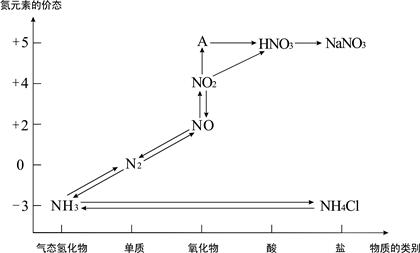 氮元素的价态
+5
A
HNO₃
NaNO₃
+4
NO₂
+2
NO
0
N₂
−3
NH₃
NH₄Cl
气态氢化物
单质
氧化物
酸
盐
物质的类别